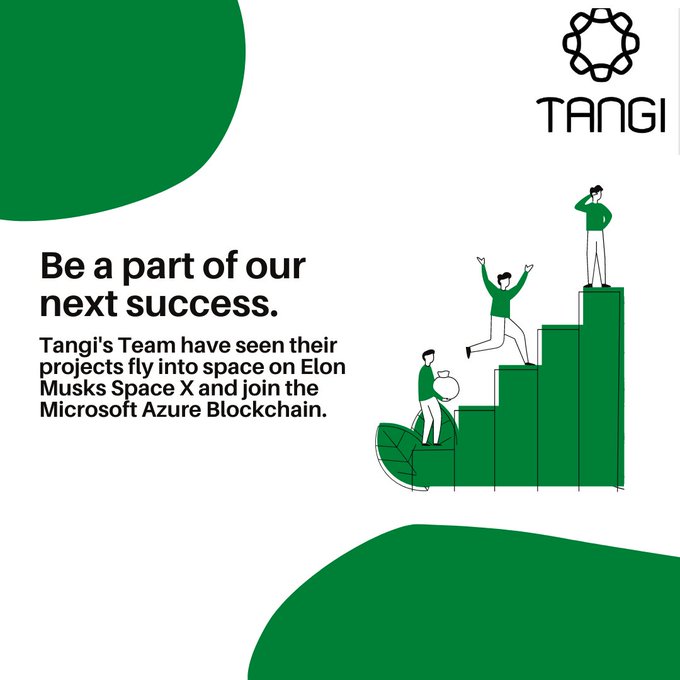 TANGI
Be a part of our
next success.
Tangi's Team have seen their
projects fly into space on Elon
Musks Space X and join the
Microsoft Azure Blockchain.